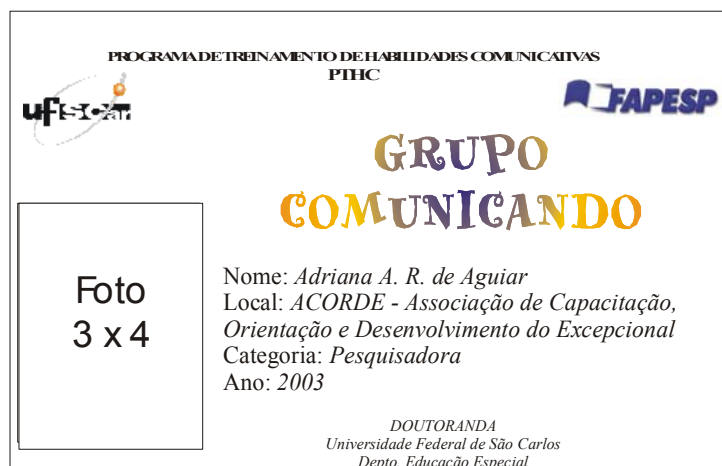 PROGRAMA DE TREINAMENTO DE HABILIDADES COMUNICATIVAS
PTHC
ufscar
FAPESP
GRUPO
COMUNICANDO
Foto
3 x 4
Nome: Adriana A. R. de Aguiar
Local: ACORDE - Associação de Capacitação,
Orientação e Desenvolvimento do Excepcional
Categoria: Pesquisadora
Ano: 2003
DOUTORANDA
Universidade Federal de São Carlos
Depto. Educação Especial